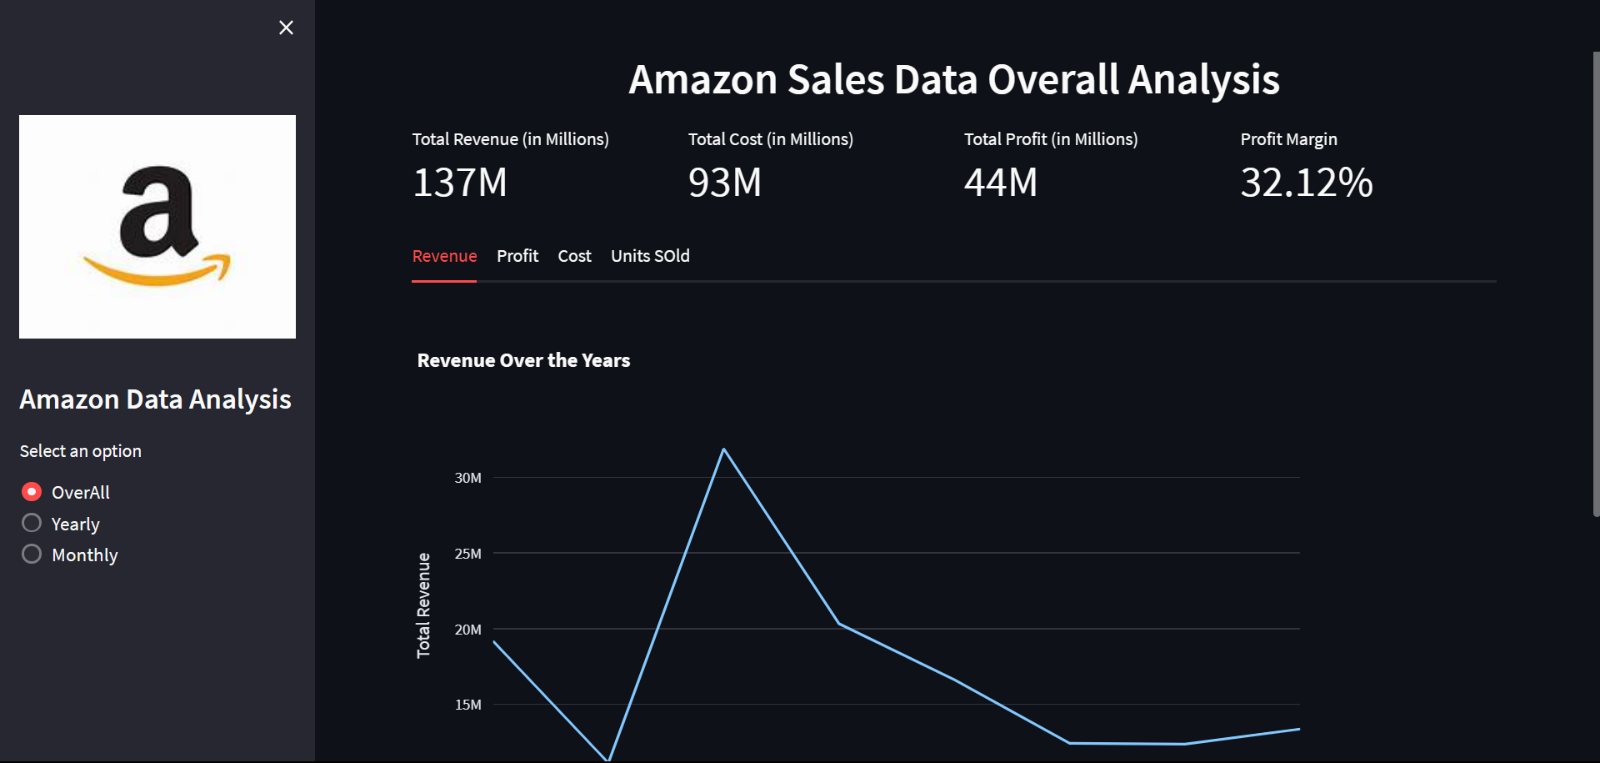 Amazon Sales Data Overall Analysis
Total Revenue (in Millions) Total Cost (in Millions) Total Profit (in Millions) Profit Margin
137M 93M 44M 32.12%
Revenue Profit Cost Units SOld
a
Amazon Data Analysis
Select an option
OverAll
Yearly
Monthly
Revenue Over the Years
30M
25M
20M
15M
Total Revenue